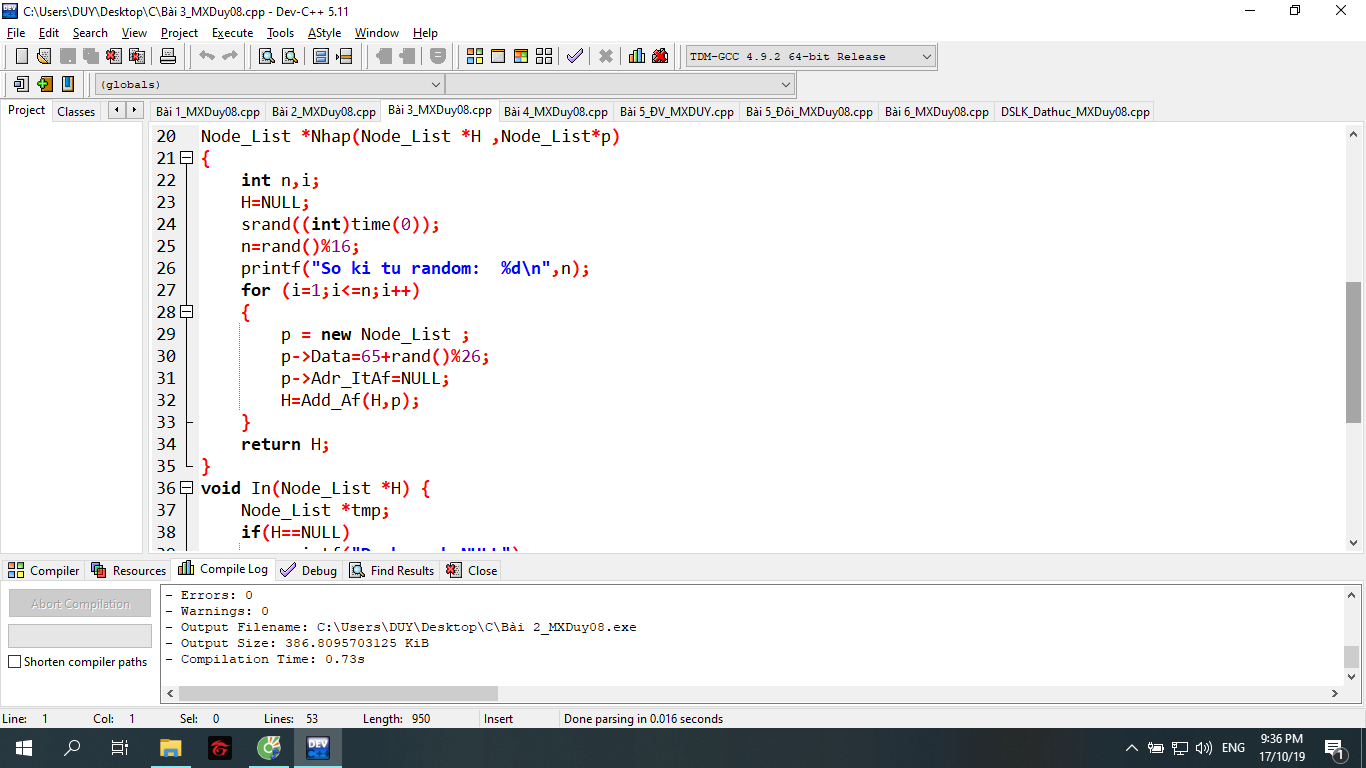 C:\Users\DUY\Desktop\C\Bài 3_MXDuy08.cpp - Dev-C++ 5.11
File Edit Search View Project Execute Tools AStyle Window Help
TDM-GCC 4.9.2 64-bit Release
(globals)
Project Classes Bài 1_MXDuy08.cpp Bài 2_MXDuy08.cpp Bài 3_MXDuy08.cpp Bài 4_MXDuy08.cpp Bài 5_ĐV_MXDUY.cpp Bài 5_Đôi_MXDuy08.cpp Bài 6_MXDuy08.cpp DSLK_Dathuc_MXDuy08.cpp
20 Node_List *Nhap(Node_List *H ,Node_List*p)
21 {
22 int n,i;
23 H=NULL;
24 srand((int)time(0));
25 n=rand()%16;
26 printf("So ki tu random:  %d\n",n);
27 for (i=1;i<=n;i++)
28 {
29 p = new Node_List ;
30 p->Data=65+rand()%26;
31 p->Adr_ItAf=NULL;
32 H=Add_Af(H,p);
33 }
34 return H;
35 }
36 void In(Node_List *H) {
37 Node_List *tmp;
38 if(H==NULL)
Compiler Resources Compile Log Debug Find Results Close
Abort Compilation
Shorten compiler paths
- Errors: 0
- Warnings: 0
- Output Filename: C:\Users\DUY\Desktop\C\Bài 2_MXDuy08.exe
- Output Size: 386.8095703125 KiB
- Compilation Time: 0.73s
Line: 1 Col: 1 Sel: 0 Lines: 53 Length: 950 Insert Done parsing in 0.016 seconds
DEV
ENG
9:36 PM
17/10/19
1